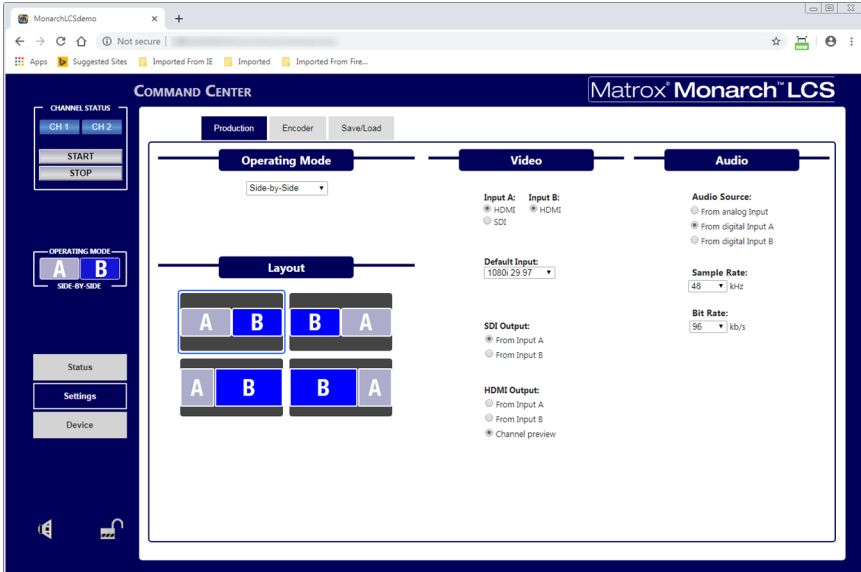 MonarchLCSdemo
Not secure
new
Apps Suggested Sites Imported From IE Imported Imported From Fire...
COMMAND CENTER
Matrox® Monarch™ LCS
CHANNEL STATUS
CH 1 CH 2
START
STOP
OPERATING MODE
A B
SIDE-BY-SIDE
Status
Settings
Device
Production Encoder Save/Load
Operating Mode
Side-by-Side
Layout
A B B A
A B B A
Video
Input A: Input B:
HDMI HDMI
SDI
Default Input:
1080i 29.97
SDI Output:
From Input A
From Input B
HDMI Output:
From Input A
From Input B
Channel preview
Audio
Audio Source:
From analog Input
From digital Input A
From digital Input B
Sample Rate:
48 kHz
Bit Rate:
96 kb/s